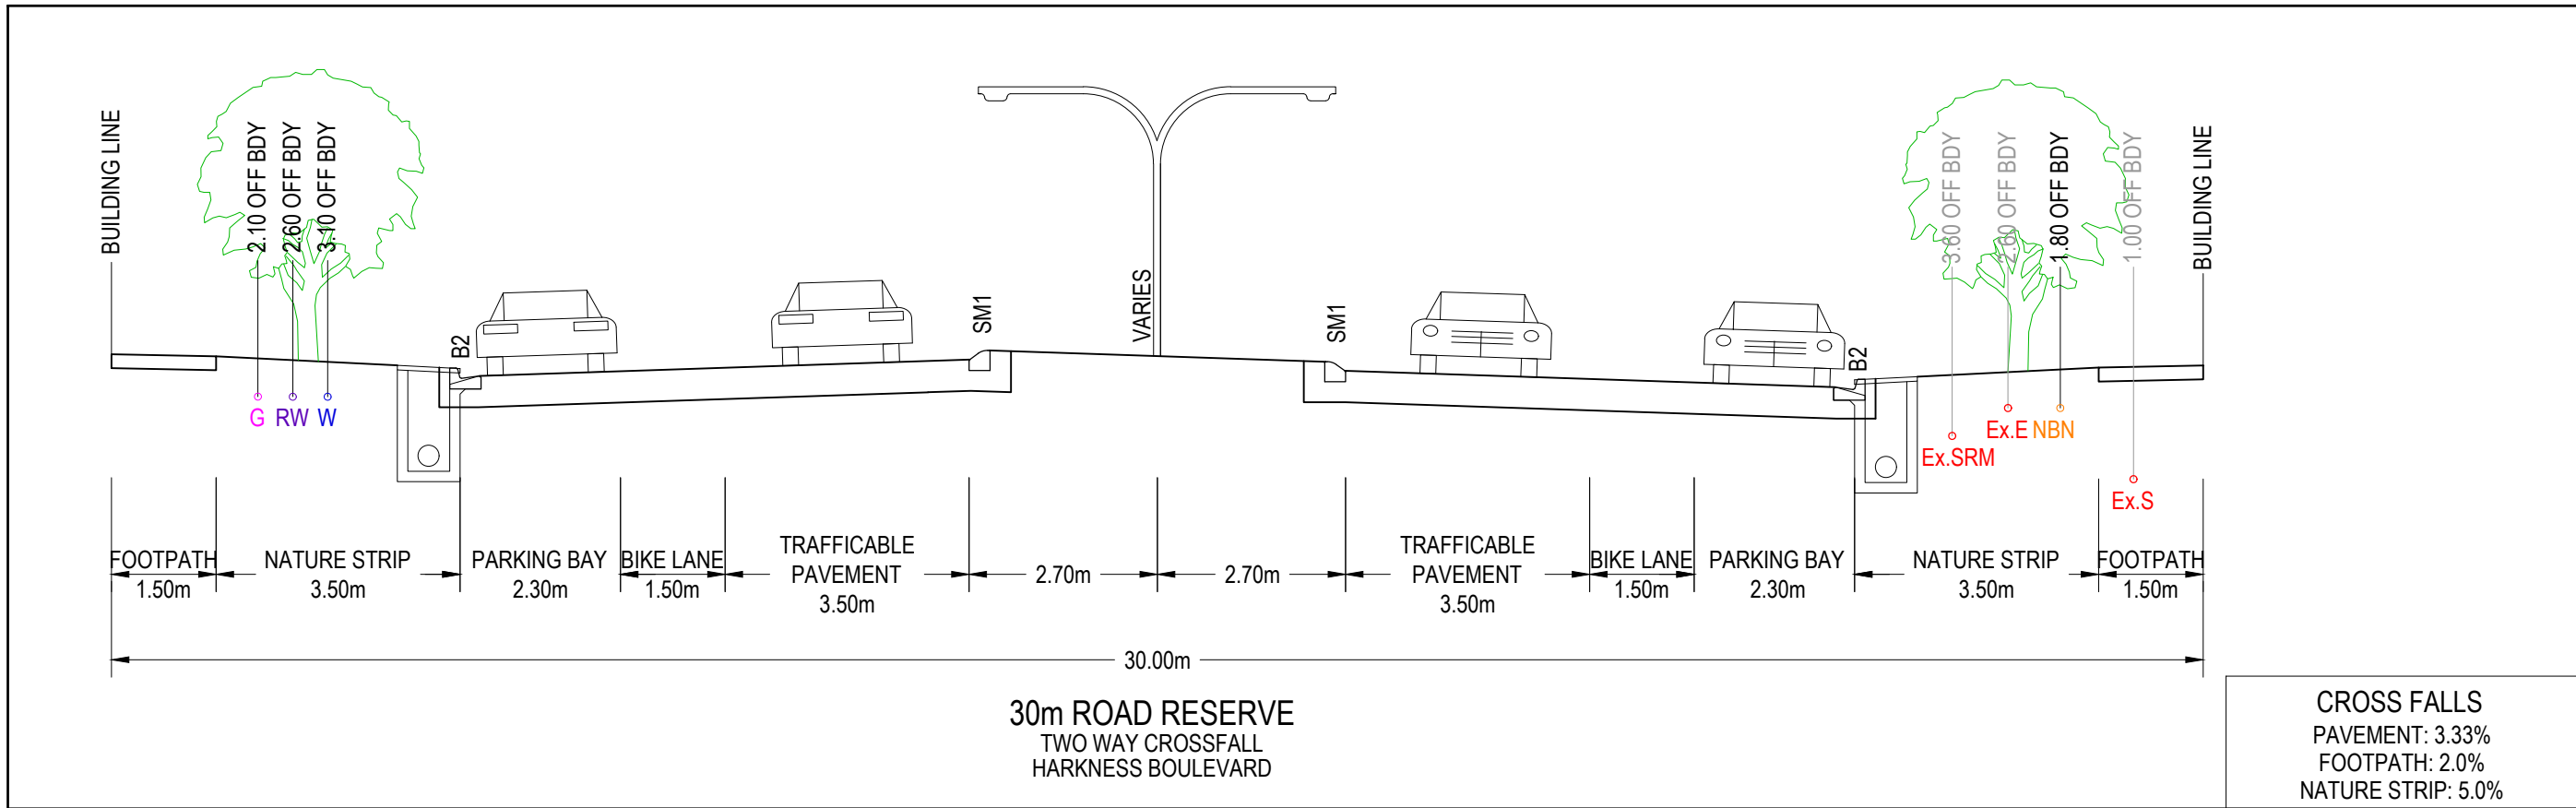 BUILDING LINE
2.10 OFF BDY
2.60 OFF BDY
3.10 OFF BDY
B2
SM1
VARIES
SM1
B2
3.60 OFF BDY
2.60 OFF BDY
1.80 OFF BDY
1.00 OFF BDY
BUILDING LINE
G RW W
Ex.SRM
Ex.E
NBN
Ex.S
FOOTPATH
1.50m
NATURE STRIP
3.50m
PARKING BAY
2.30m
BIKE LANE
1.50m
TRAFFICABLE
PAVEMENT
3.50m
2.70m
2.70m
TRAFFICABLE
PAVEMENT
3.50m
BIKE LANE
1.50m
PARKING BAY
2.30m
NATURE STRIP
3.50m
FOOTPATH
1.50m
30.00m
30m ROAD RESERVE
TWO WAY CROSSFALL
HARKNESS BOULEVARD
CROSS FALLS
PAVEMENT: 3.33%
FOOTPATH: 2.0%
NATURE STRIP: 5.0%